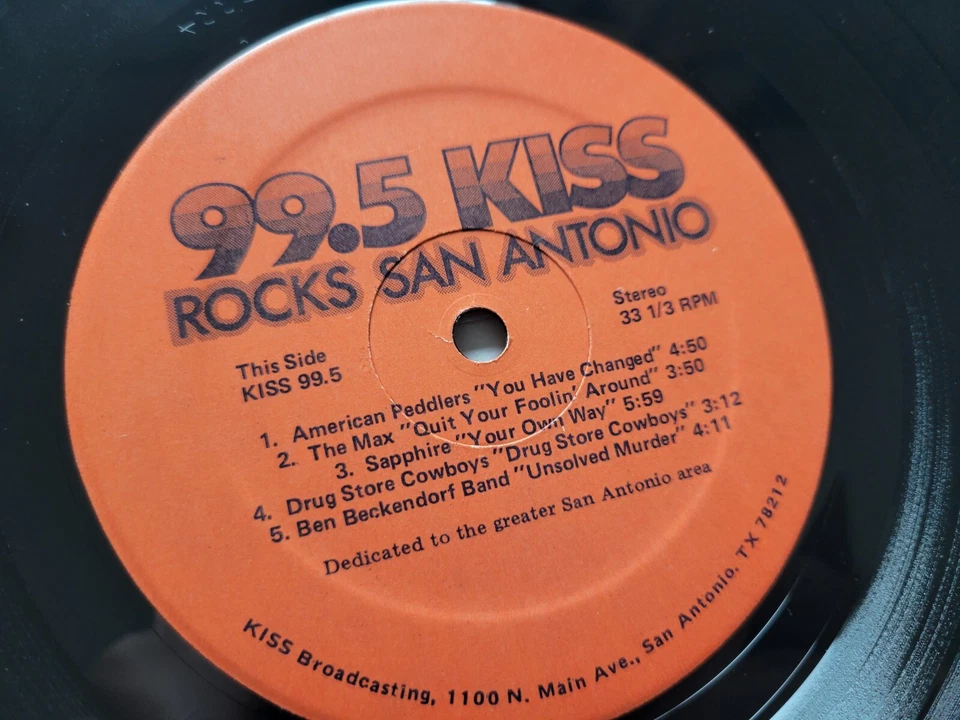 99.5 KISS
ROCKS SAN ANTONIO
Stereo
33 1/3 RPM
This Side
KISS 99.5
1. American Peddlers "You Have Changed" 4:50
2. The Max "Quit Your Foolin' Around" 3:50
3. Sapphire "Your Own Way" 5:59
4. Drug Store Cowboys "Drug Store Cowboys" 3:12
5. Ben Beckendorf Band "Unsolved Murder" 4:11
Dedicated to the greater San Antonio area
KISS Broadcasting, 1100 N. Main Ave., San Antonio, TX 78212